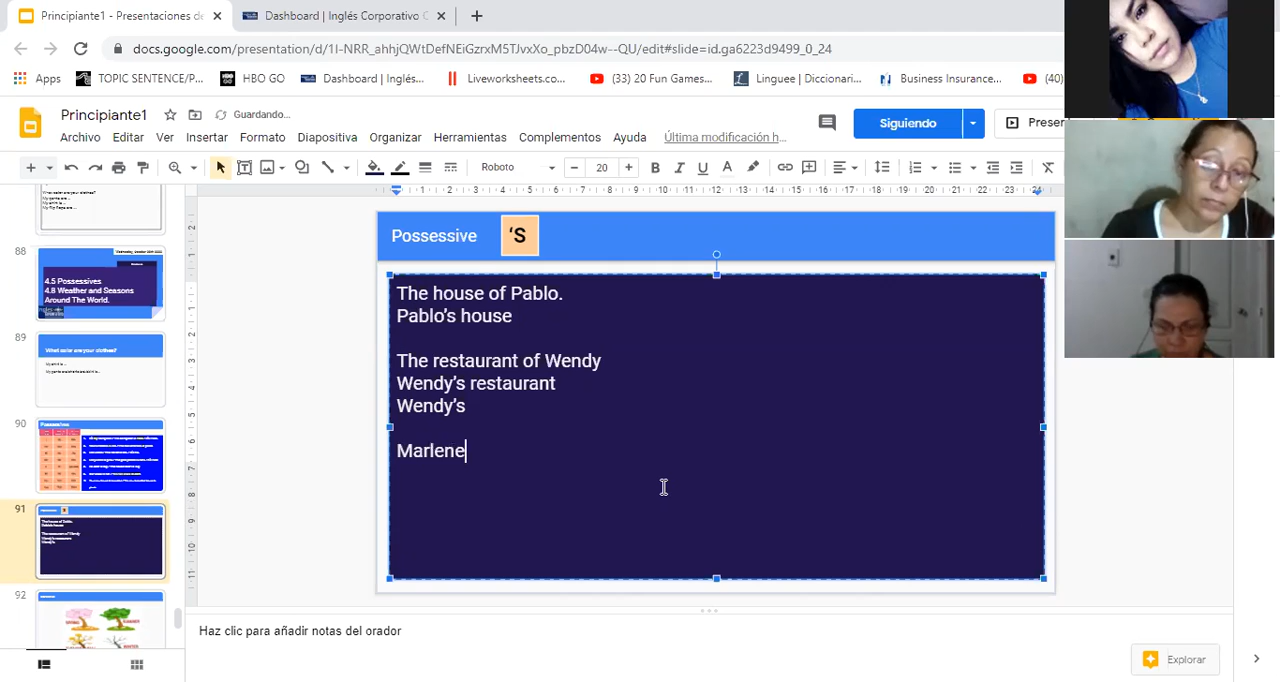 Principiante1 - Presentaciones de
Dashboard | Inglés Corporativo
docs.google.com/presentation/d/1I-NRR_ahhjQWtDefNEiGzrxM5TJvxXo_pbzD04w--QU/edit#slide=id.ga6223d9499_0_24
Apps
TOPIC SENTENCE/P...
HBO GO
Dashboard | Inglés...
Liveworksheets.co...
(33) 20 Fun Games...
Linguee | Diccionari...
Business Insurance...
(40)
Principiante1
Guardando...
Siguiendo
Presen
Archivo Editar Ver Insertar Formato Diapositiva Organizar Herramientas Complementos Ayuda Última modificación h...
Roboto
20
Possessive 'S
The house of Pablo.
Pablo's house
The restaurant of Wendy
Wendy's restaurant
Wendy's
Marlene
88
4.5 Possessives
4.8 Weather and Seasons
Around The World.
89
What color are your clothes?
90
Possessives
91
92
Haz clic para añadir notas del orador
Explorar